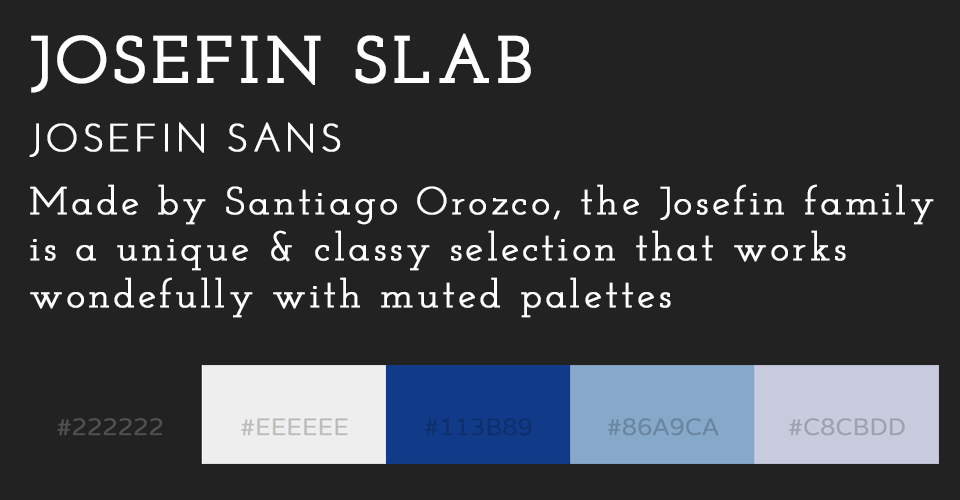 JOSEFIN SLAB
JOSEFIN SANS
Made by Santiago Orozco, the Josefin family
is a unique & classy selection that works
wondefully with muted palettes
#222222 #EEEEEE #113B89 #86A9CA #C8CBDD